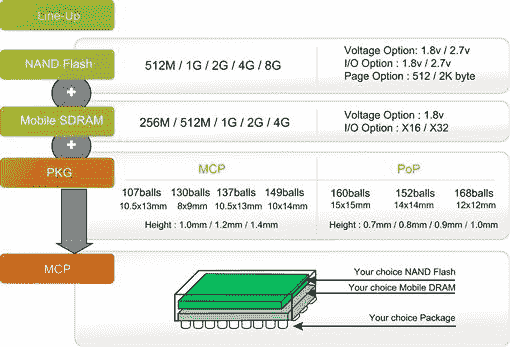 Line-Up
NAND Flash
512M / 1G / 2G / 4G / 8G
Voltage Option: 1.8v / 2.7v
I/O Option : 1.8v / 2.7v
Page Option : 512 / 2K byte
+
Mobile SDRAM
256M / 512M / 1G / 2G / 4G
Voltage Option : 1.8v
I/O Option : X16 / X32
+
PKG
MCP
107balls 130balls 137balls 149balls
10.5x13mm 8x9mm 10.5x13mm 10x14mm
Height : 1.0mm / 1.2mm / 1.4mm
PoP
160balls 152balls 168balls
15x15mm 14x14mm 12x12mm
Height : 0.7mm / 0.8mm / 0.9mm / 1.0mm
MCP
Your choice NAND Flash
Your choice Mobile DRAM
Your choice Package